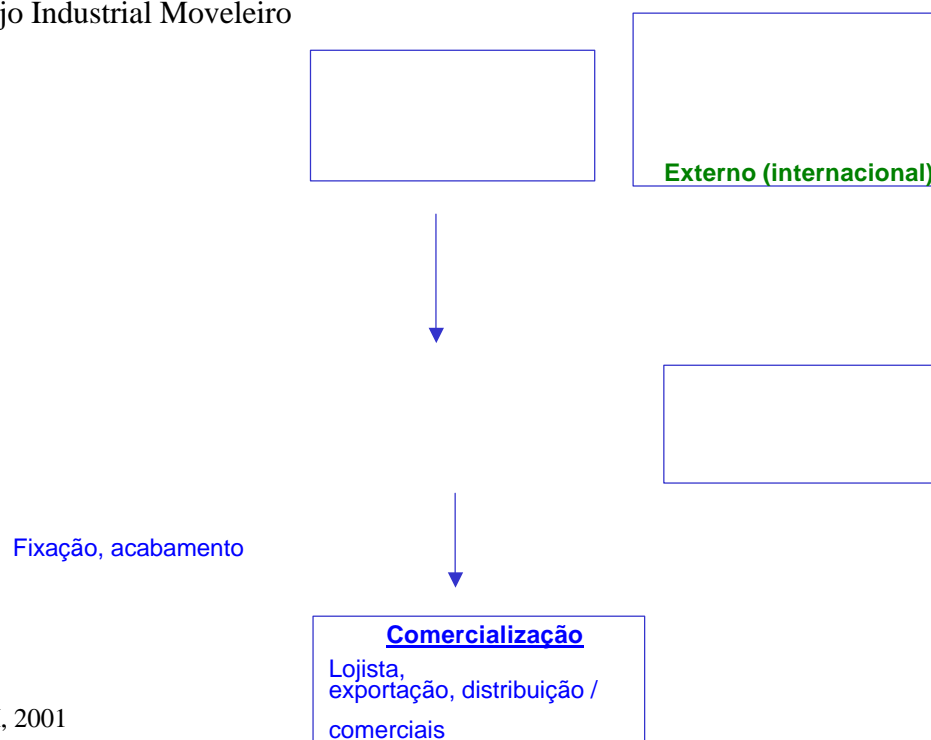 jo Industrial Moveleiro
Externo (internacional)
Fixação, acabamento
Comercialização
Lojista,
exportação, distribuição /
comerciais
, 2001